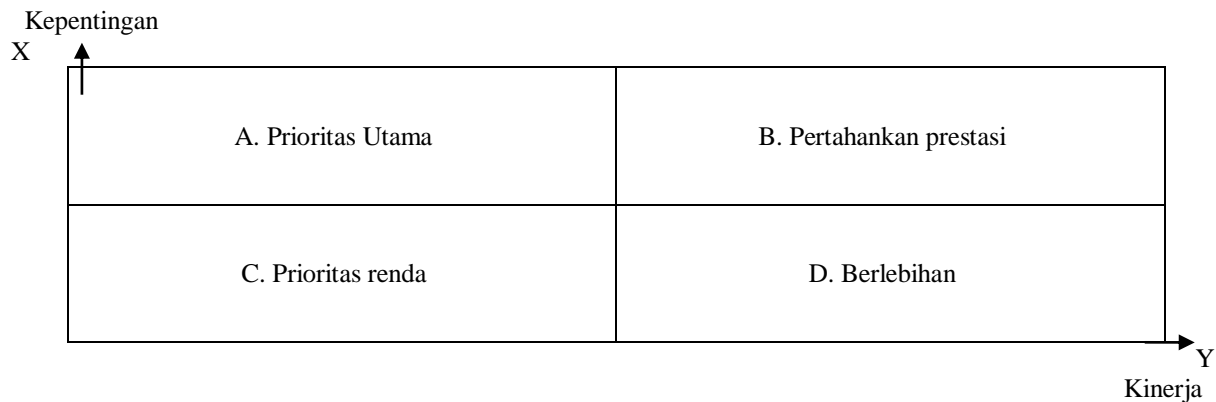 Kepentingan
X
A. Prioritas Utama
B. Pertahankan prestasi
C. Prioritas renda
D. Berlebihan
Y
Kinerja